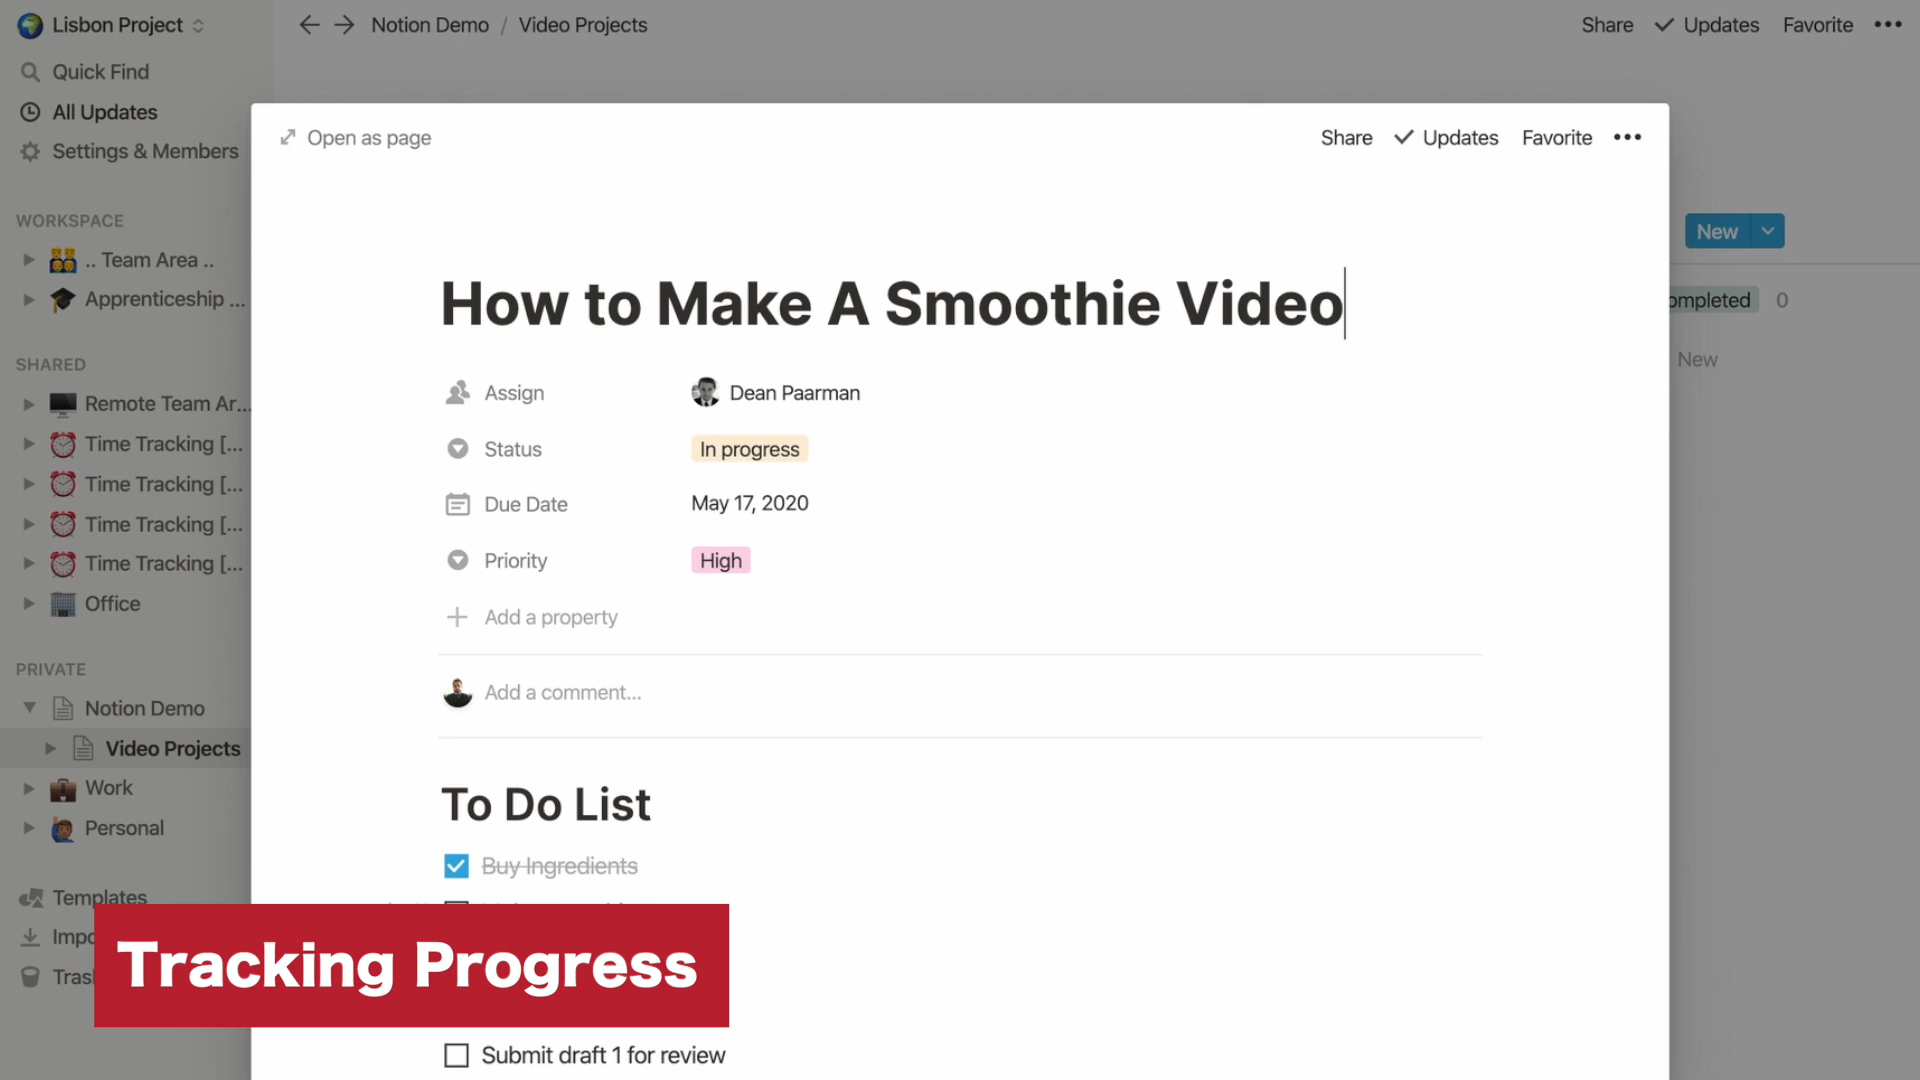 Lisbon Project
Notion Demo / Video Projects
Share Updates Favorite
Quick Find
All Updates
Settings & Members
WORKSPACE
.. Team Area ..
Apprenticeship ...
SHARED
Remote Team Ar...
Time Tracking [...
Time Tracking [...
Time Tracking [...
Time Tracking [...
Office
PRIVATE
Notion Demo
Video Projects
Work
Personal
Templates
Impo
Tras
Open as page
Share Updates Favorite
New
ompleted 0
New
How to Make A Smoothie Video
Assign Dean Paarman
Status In progress
Due Date May 17, 2020
Priority High
Add a property
Add a comment...
To Do List
Buy Ingredients
Tracking Progress
Submit draft 1 for review